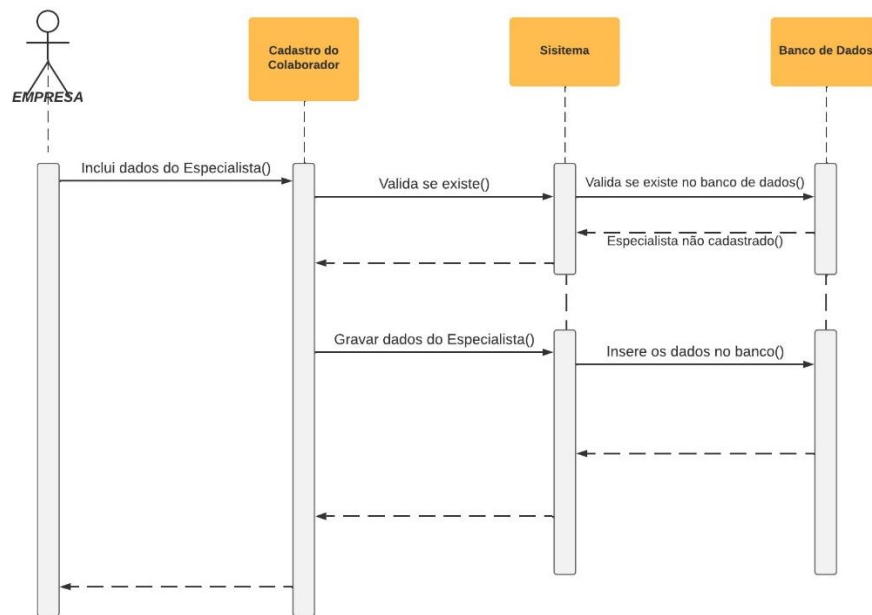 EMPRESA
Cadastro do
Colaborador
Sisitema
Banco de Dados
Inclui dados do Especialista()
Valida se existe()
Valida se existe no banco de dados()
Especialista não cadastrado()
Gravar dados do Especialista()
Insere os dados no banco()